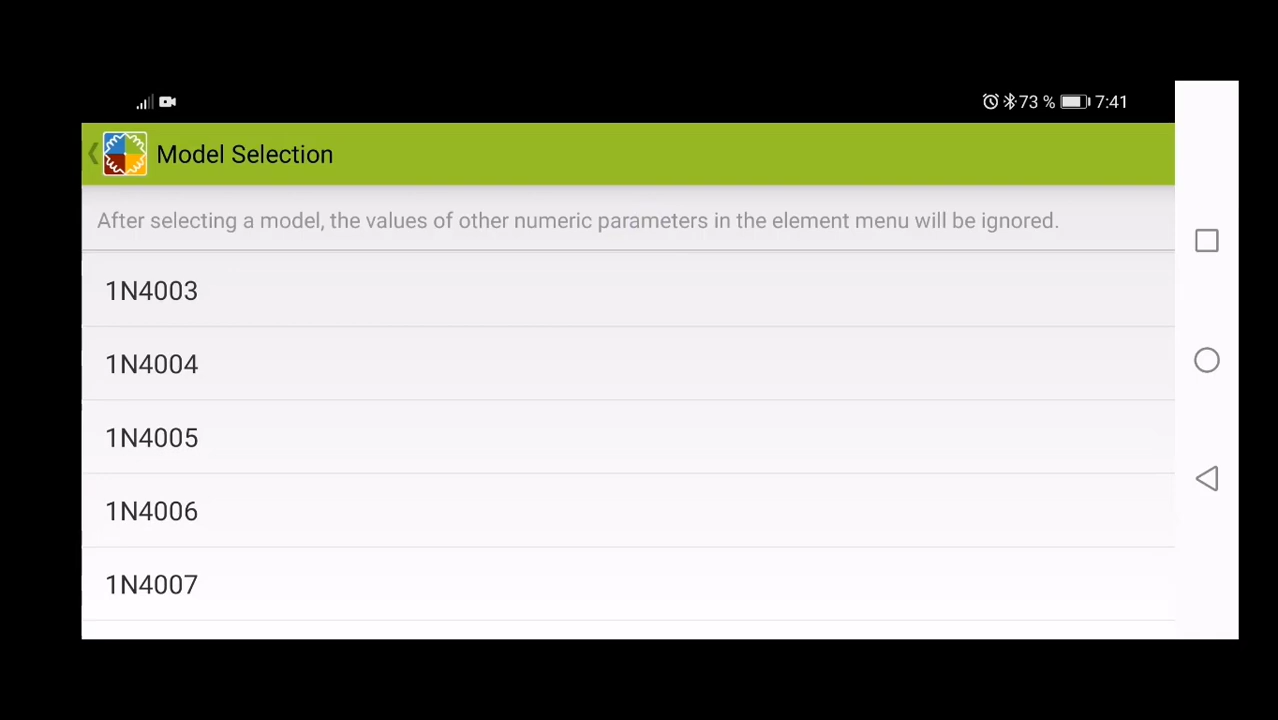 73 % 7:41
Model Selection
After selecting a model, the values of other numeric parameters in the element menu will be ignored.
1N4003
1N4004
1N4005
1N4006
1N4007